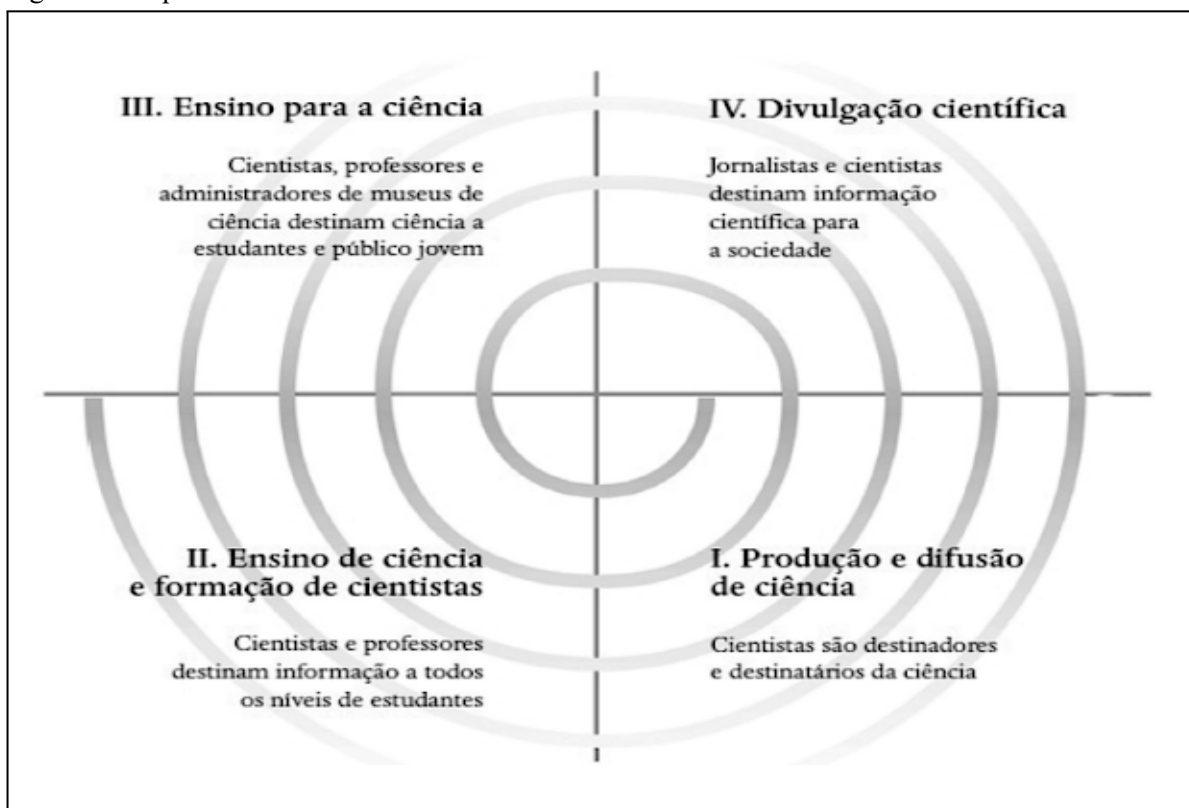 III. Ensino para a ciência
Cientistas, professores e
administradores de museus de
ciência destinam ciência a
estudantes e público jovem
IV. Divulgação científica
Jornalistas e cientistas
destinam informação
científica para
a sociedade
II. Ensino de ciência
e formação de cientistas
Cientistas e professores
destinam informação a todos
os níveis de estudantes
I. Produção e difusão
de ciência
Cientistas são destinadores
e destinatários da ciência